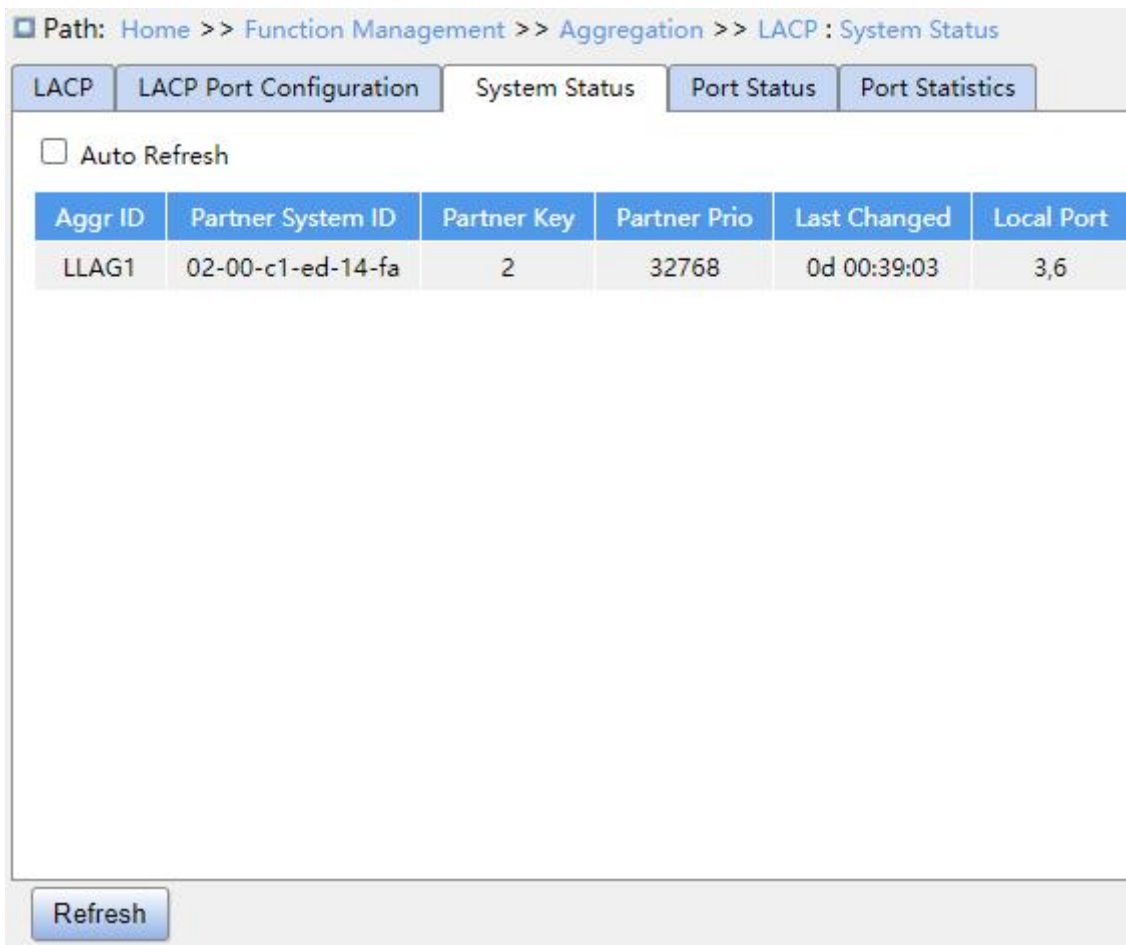 Path: Home >> Function Management >> Aggregation >> LACP : System Status
LACP LACP Port Configuration System Status Port Status Port Statistics
Auto Refresh
Aggr ID Partner System ID Partner Key Partner Prio Last Changed Local Port
LLAG1 02-00-c1-ed-14-fa 2 32768 0d 00:39:03 3,6
Refresh